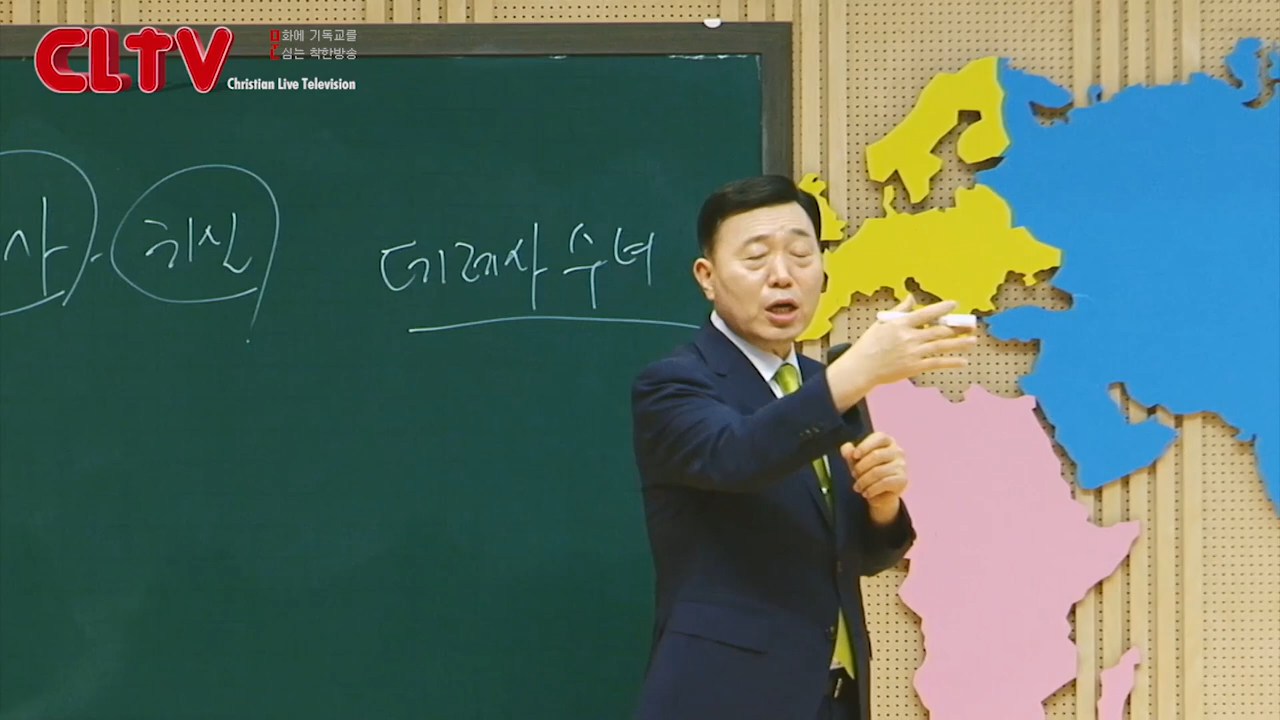 CLTV
문화에 기독교를
심는 착한방송
Christian Live Television
사 - 헌신
데레사 수녀